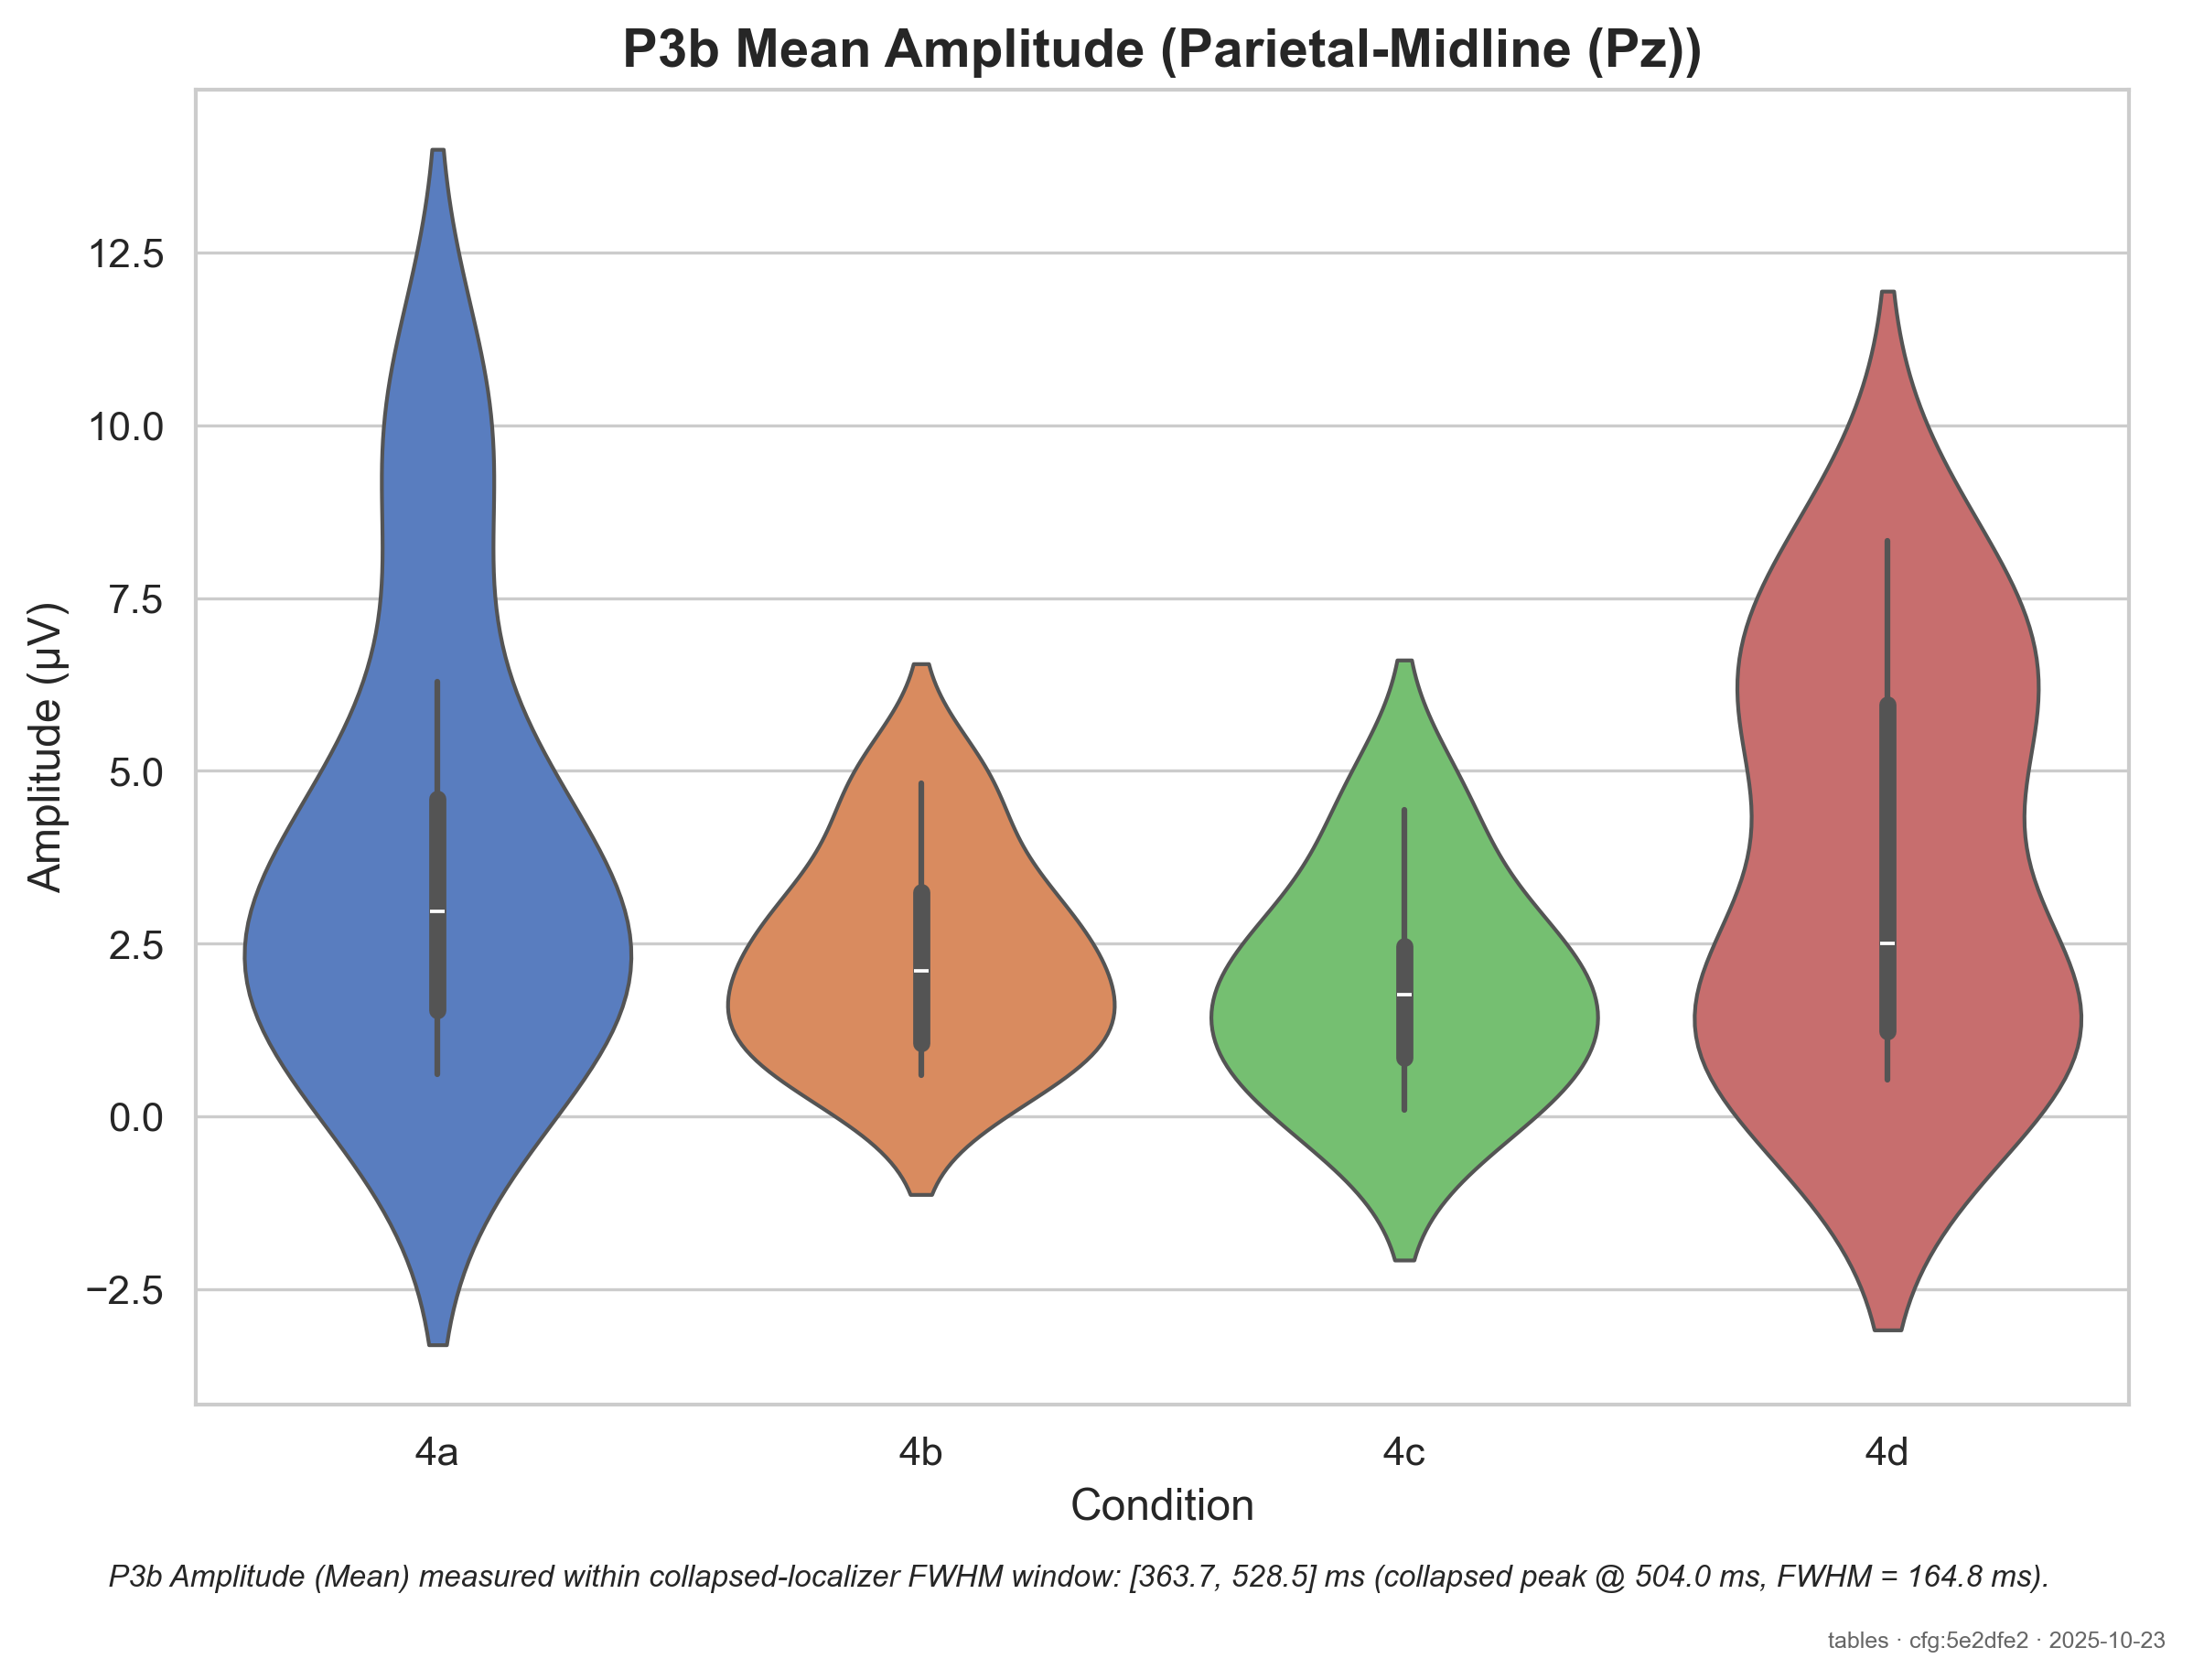 P3b Mean Amplitude (Parietal-Midline (Pz))
Amplitude (µV)
12.5
10.0
7.5
5.0
2.5
0.0
−2.5
4a 4b 4c 4d
Condition
P3b Amplitude (Mean) measured within collapsed-localizer FWHM window: [363.7, 528.5] ms (collapsed peak @ 504.0 ms, FWHM = 164.8 ms).
tables · cfg:5e2dfe2 · 2025-10-23